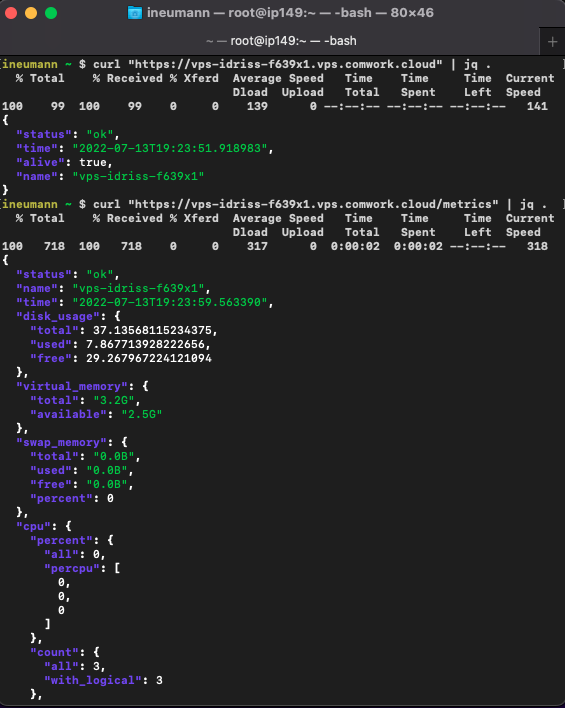 ineumann — root@ip149:~ — -bash — 80×46
~ — root@ip149:~ — -bash
+
[ineumann ~ $ curl "https://vps-idriss-f639x1.vps.comwork.cloud" | jq .                ]
  % Total    % Received % Xferd  Average Speed   Time    Time     Time  Current
                                 Dload  Upload   Total   Spent    Left  Speed
100    99  100    99    0     0    139      0 --:--:-- --:--:-- --:--:--   141
{
  "status": "ok",
  "time": "2022-07-13T19:23:51.918983",
  "alive": true,
  "name": "vps-idriss-f639x1"
}
[ineumann ~ $ curl "https://vps-idriss-f639x1.vps.comwork.cloud/metrics" | jq .        ]
  % Total    % Received % Xferd  Average Speed   Time    Time     Time  Current
                                 Dload  Upload   Total   Spent    Left  Speed
100   718  100   718    0     0    317      0  0:00:02  0:00:02 --:--:--   318
{
  "status": "ok",
  "name": "vps-idriss-f639x1",
  "time": "2022-07-13T19:23:59.563390",
  "disk_usage": {
    "total": 37.13568115234375,
    "used": 7.867713928222656,
    "free": 29.267967224121094
  },
  "virtual_memory": {
    "total": "3.2G",
    "available": "2.5G"
  },
  "swap_memory": {
    "total": "0.0B",
    "used": "0.0B",
    "free": "0.0B",
    "percent": 0
  },
  "cpu": {
    "percent": {
      "all": 0,
      "percpu": [
        0,
        0,
        0
      ]
    },
    "count": {
      "all": 3,
      "with_logical": 3
    },